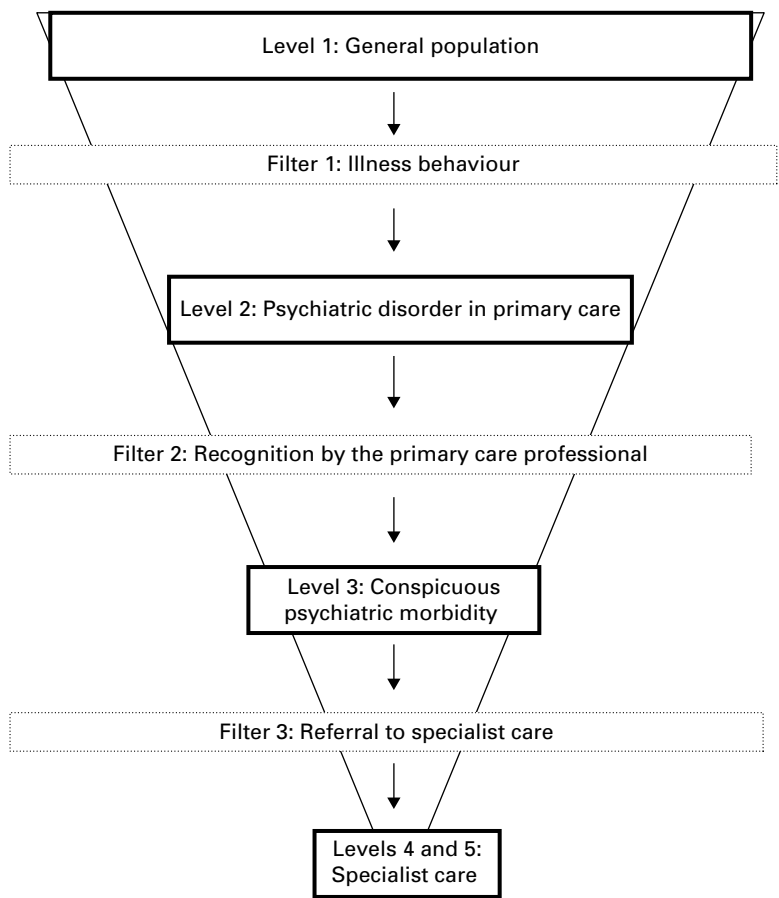 Level 1: General population
Filter 1: Illness behaviour
Level 2: Psychiatric disorder in primary care
Filter 2: Recognition by the primary care professional
Level 3: Conspicuous
psychiatric morbidity
Filter 3: Referral to specialist care
Levels 4 and 5:
Specialist care